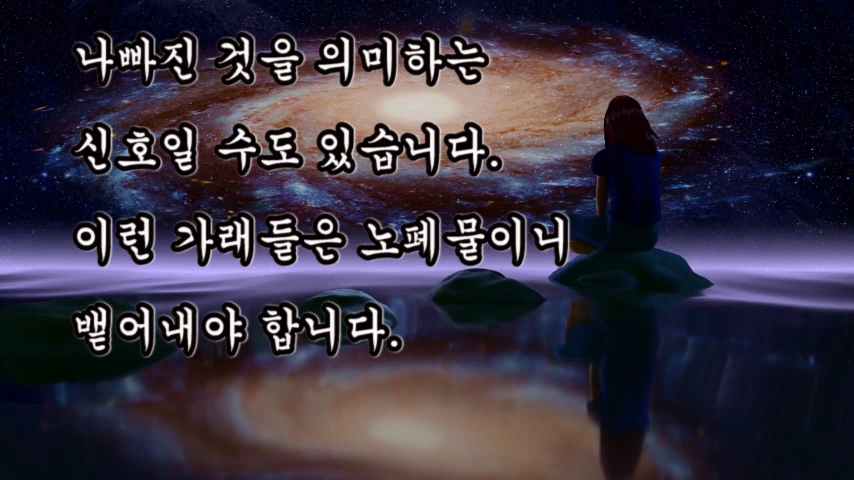 나빠진 것을 의미하는
신호일 수도 있습니다.
이런 가래들은 노폐물이니
뱉어내야 합니다.